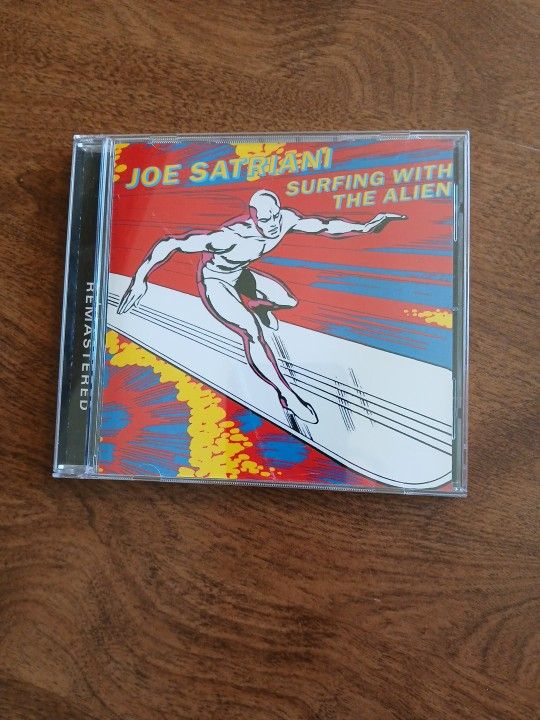 JOE SATRIANI
SURFING WITH
THE ALIEN
REMASTERED